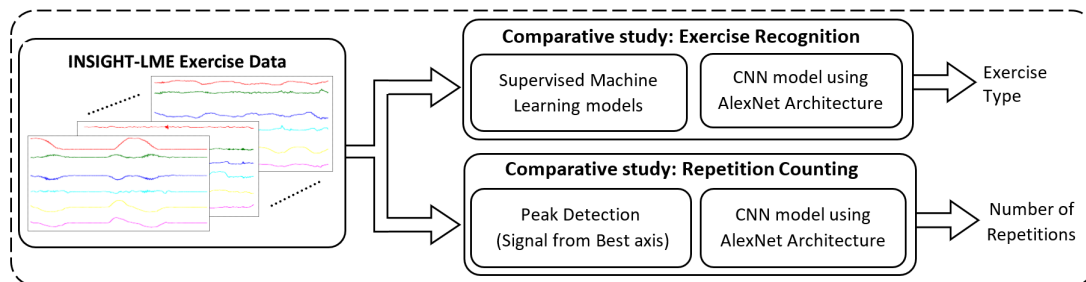 INSIGHT-LME Exercise Data
Comparative study: Exercise Recognition
Supervised Machine
Learning models
CNN model using
AlexNet Architecture
Exercise
Type
Comparative study: Repetition Counting
Peak Detection
(Signal from Best axis)
CNN model using
AlexNet Architecture
Number of
Repetitions